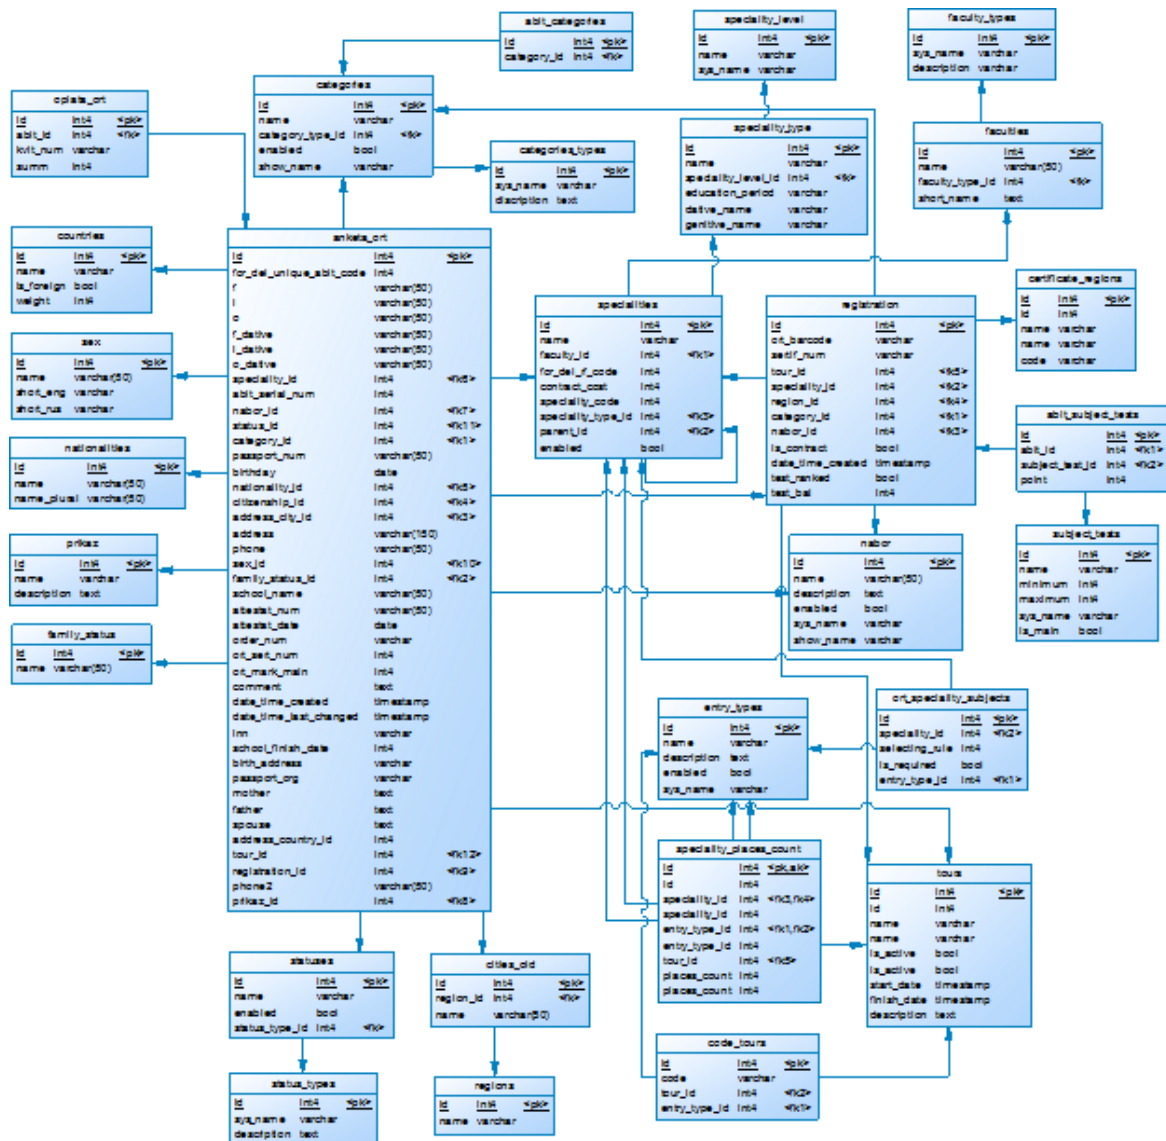 abit_categories
id Int4 <pk>
category_id Int4 <fk>
speciality_level
id Int4 <pk>
name varchar
sys_name varchar
faculty_types
id Int4 <pk>
sys_name varchar
description varchar
categories
id Int4 <pk>
name varchar
category_type_id Int4 <fk>
enabled bool
show_name varchar
oplata_ort
id Int4 <pk>
abit_id Int4 <fk>
kvit_num varchar
summ Int4
speciality_type
id Int4 <pk>
name varchar
speciality_level_id Int4 <fk>
education_period varchar
dative_name varchar
genitive_name varchar
faculties
id Int4 <pk>
name varchar(50)
faculty_type_id Int4 <fk>
short_name text
categories_types
id Int4 <pk>
sys_name varchar
discription text
countries
id Int4 <pk>
name varchar
is_foreign bool
weight Int4
ankets_ort
id Int4 <pk>
for_del_unique_abit_code Int4
f varchar(50)
i varchar(50)
o varchar(50)
f_dative varchar(50)
i_dative varchar(50)
o_dative varchar(50)
speciality_id Int4 <fk6>
abit_serial_num Int4
nabor_id Int4 <fk7>
status_id Int4 <fk11>
category_id Int4 <fk1>
passport_num varchar(50)
birthday date
nationality_id Int4 <fk5>
citizenship_id Int4 <fk4>
address_city_id Int4 <fk3>
address varchar(150)
phone varchar(50)
sex_id Int4 <fk10>
family_status_id Int4 <fk2>
school_name varchar(50)
attestat_num varchar(50)
attestat_date date
order_num varchar
ort_sert_num Int4
ort_mark_main Int4
comment text
date_time_created timestamp
date_time_last_changed timestamp
inn varchar
school_finish_date Int4
birth_address varchar
passport_org varchar
mother text
father text
spouse text
address_country_id Int4
tour_id Int4 <fk12>
registration_id Int4 <fk9>
phone2 varchar(50)
prikaz_id Int4 <fk8>
sex
id Int4 <pk>
name varchar(50)
short_eng varchar
short_rus varchar
nationalities
id Int4 <pk>
name varchar(50)
name_plural varchar(50)
prikaz
id Int4 <pk>
name varchar
description text
family_status
id Int4 <pk>
name varchar(50)
specialities
id Int4 <pk>
name varchar
faculty_id Int4 <fk1>
for_del_f_code Int4
contract_cost Int4
speciality_code Int4
speciality_type_id Int4 <fk3>
parent_id Int4 <fk2>
enabled bool
registration
id Int4 <pk>
ort_barcode varchar
sertif_num varchar
tour_id Int4 <fk5>
speciality_id Int4 <fk2>
region_id Int4 <fk4>
category_id Int4 <fk1>
nabor_id Int4 <fk3>
is_contract bool
date_time_created timestamp
test_ranked bool
test_bal Int4
certificate_regions
id Int4 <pk>
id Int4
name varchar
name varchar
code varchar
abit_subject_tests
id Int4 <pk>
abit_id Int4 <fk1>
subject_test_id Int4 <fk2>
point Int4
subject_tests
id Int4 <pk>
name varchar
minimum Int4
maximum Int4
sys_name varchar
is_main bool
nabor
id Int4 <pk>
name varchar(50)
description text
enabled bool
sys_name varchar
show_name varchar
ort_speciality_subjects
id Int4 <pk>
speciality_id Int4 <fk2>
selecting_rule Int4
is_required bool
entry_type_id Int4 <fk1>
entry_types
id Int4 <pk>
name varchar
description text
enabled bool
sys_name varchar
speciality_places_count
id Int4 <pk,ak>
id Int4
speciality_id Int4 <fk3,fk4>
speciality_id Int4
entry_type_id Int4 <fk1,fk2>
entry_type_id Int4
tour_id Int4 <fk5>
places_count Int4
places_count Int4
tours
id Int4 <pk>
id Int4
name varchar
name varchar
is_active bool
is_active bool
start_date timestamp
finish_date timestamp
description text
statuses
id Int4 <pk>
name varchar
enabled bool
status_type_id Int4 <fk>
cities_old
id Int4 <pk>
region_id Int4 <fk>
name varchar(50)
code_tours
id Int4 <pk>
code varchar
tour_id Int4 <fk2>
entry_type_id Int4 <fk1>
status_types
id Int4 <pk>
sys_name varchar
description text
regions
id Int4 <pk>
name varchar